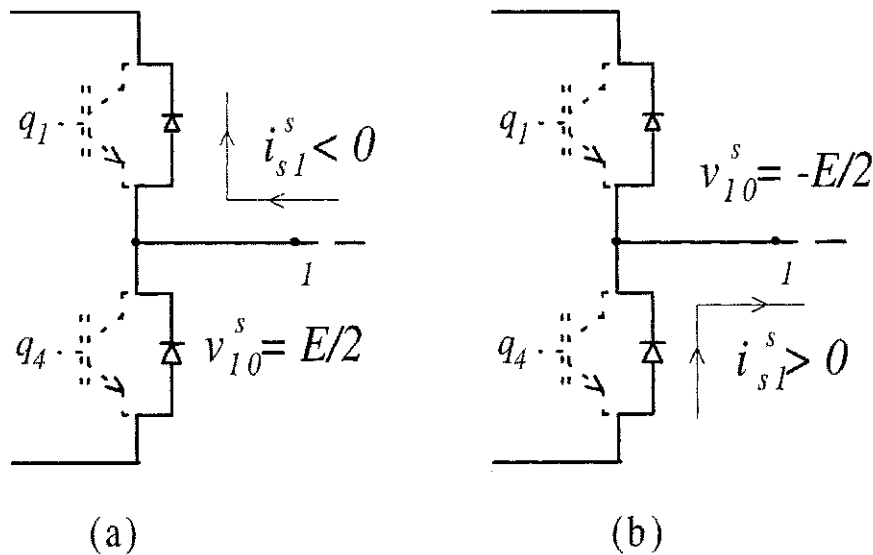 q1
i^s_s1 < 0
1
q4
v^s_10 = E/2
(a)
q1
v^s_10 = -E/2
1
q4
i^s_s1 > 0
(b)